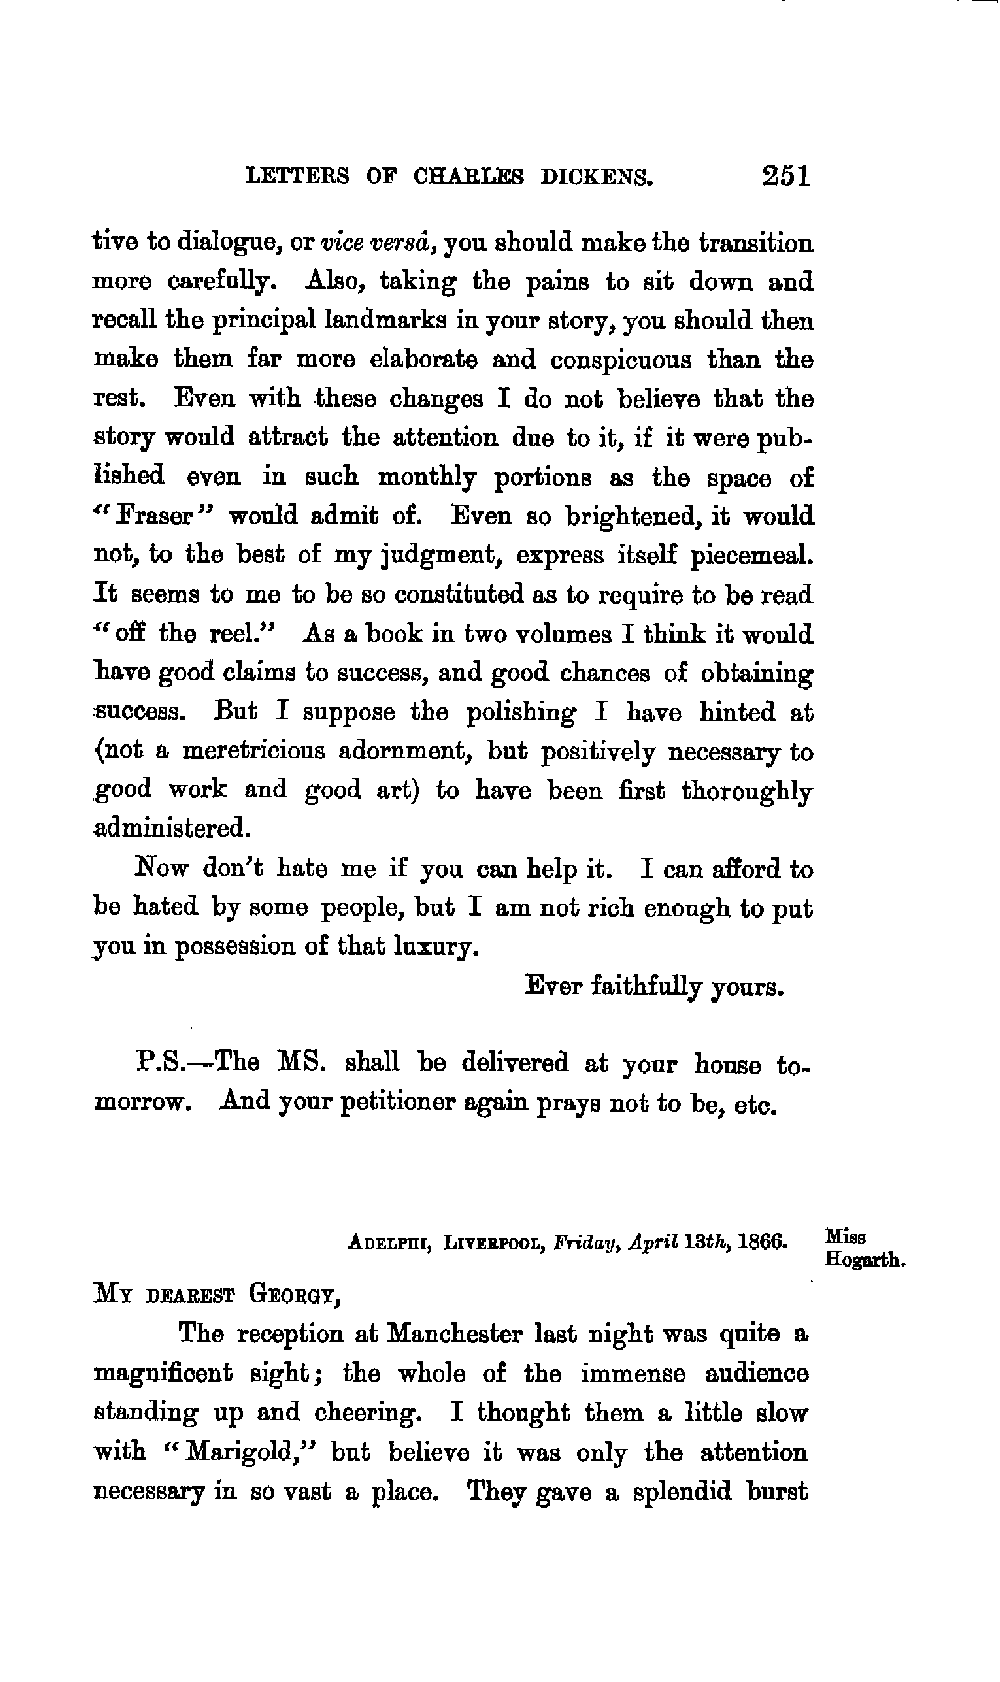 LETTERS OF CHARLES DICKENS. 251
tive to dialogue, or vice versâ, you should make the transition
more carefully. Also, taking the pains to sit down and
recall the principal landmarks in your story, you should then
make them far more elaborate and conspicuous than the
rest. Even with these changes I do not believe that the
story would attract the attention due to it, if it were pub-
lished even in such monthly portions as the space of
“Fraser” would admit of. Even so brightened, it would
not, to the best of my judgment, express itself piecemeal.
It seems to me to be so constituted as to require to be read
“off the reel.” As a book in two volumes I think it would
have good claims to success, and good chances of obtaining
success. But I suppose the polishing I have hinted at
(not a meretricious adornment, but positively necessary to
good work and good art) to have been first thoroughly
administered.
Now don’t hate me if you can help it. I can afford to
be hated by some people, but I am not rich enough to put
you in possession of that luxury.
Ever faithfully yours.
P.S.—The MS. shall be delivered at your house to-
morrow. And your petitioner again prays not to be, etc.
ADELPHI, LIVERPOOL, Friday, April 13th, 1866.
Miss
Hogarth.
MY DEAREST GEORGY,
The reception at Manchester last night was quite a
magnificent sight; the whole of the immense audience
standing up and cheering. I thought them a little slow
with “Marigold,” but believe it was only the attention
necessary in so vast a place. They gave a splendid burst